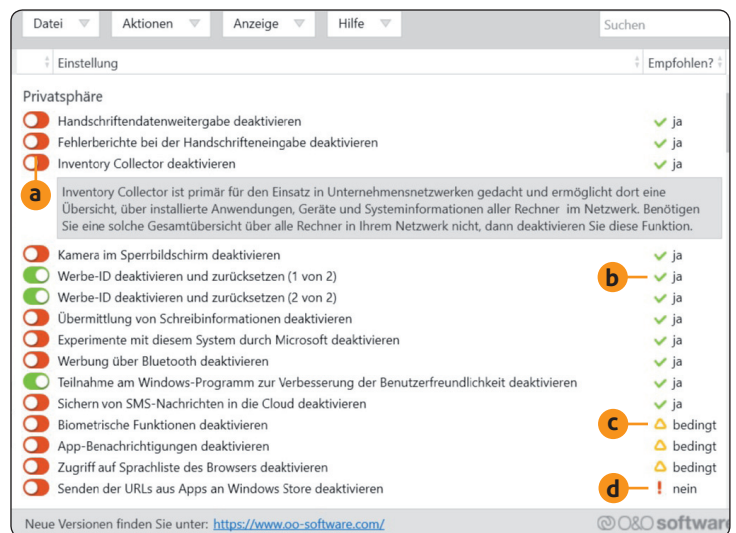 Datei Aktionen Anzeige Hilfe Suchen
Einstellung Empfohlen?
Privatsphäre
Handschriftendatenweitergabe deaktivieren ja
Fehlerberichte bei der Handschrifteneingabe deaktivieren ja
Inventory Collector deaktivieren ja
a
Inventory Collector ist primär für den Einsatz in Unternehmensnetzwerken gedacht und ermöglicht dort eine
Übersicht, über installierte Anwendungen, Geräte und Systeminformationen aller Rechner im Netzwerk. Benötigen
Sie eine solche Gesamtübersicht über alle Rechner in Ihrem Netzwerk nicht, dann deaktivieren Sie diese Funktion.
Kamera im Sperrbildschirm deaktivieren ja
Werbe-ID deaktivieren und zurücksetzen (1 von 2) b ja
Werbe-ID deaktivieren und zurücksetzen (2 von 2) ja
Übermittlung von Schreibinformationen deaktivieren ja
Experimente mit diesem System durch Microsoft deaktivieren ja
Werbung über Bluetooth deaktivieren ja
Teilnahme am Windows-Programm zur Verbesserung der Benutzerfreundlichkeit deaktivieren ja
Sichern von SMS-Nachrichten in die Cloud deaktivieren ja
Biometrische Funktionen deaktivieren c bedingt
App-Benachrichtigungen deaktivieren bedingt
Zugriff auf Sprachliste des Browsers deaktivieren bedingt
Senden der URLs aus Apps an Windows Store deaktivieren d ! nein
Neue Versionen finden Sie unter: https://www.oo-software.com/ O&O software